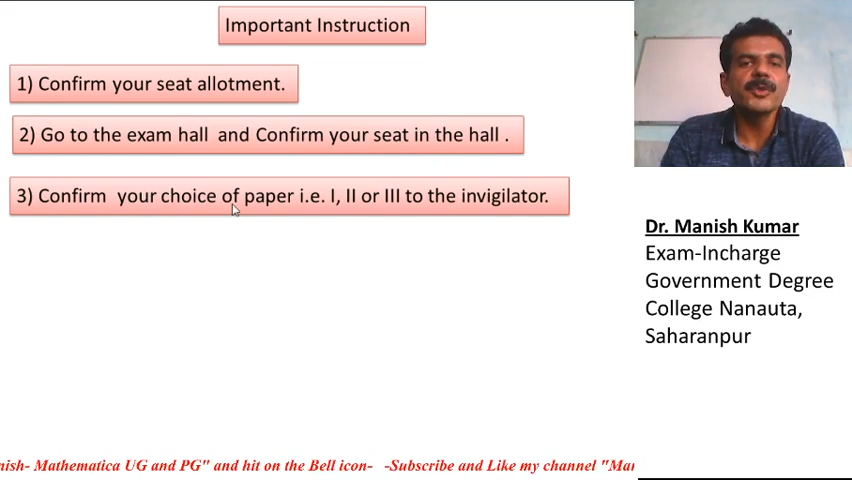 Important Instruction
1) Confirm your seat allotment.
2) Go to the exam hall and Confirm your seat in the hall .
3) Confirm your choice of paper i.e. I, II or III to the invigilator.
Dr. Manish Kumar
Exam-Incharge
Government Degree
College Nanauta,
Saharanpur
nish- Mathematica UG and PG" and hit on the Bell icon- -Subscribe and Like my channel "Mar